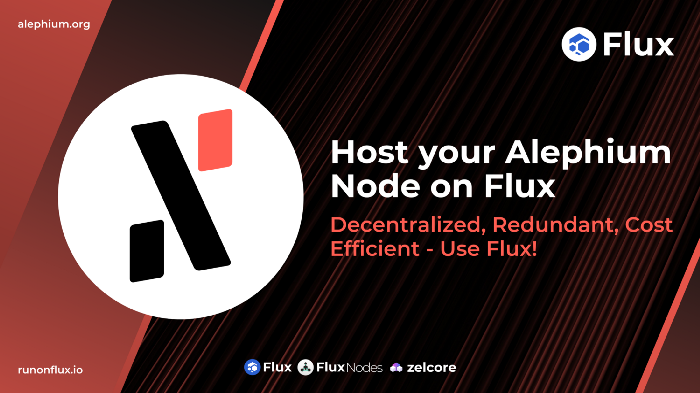 alephium.org
Flux
Host your Alephium
Node on Flux
Decentralized, Redundant, Cost
Efficient - Use Flux!
runonflux.io
Flux FluxNodes zelcore